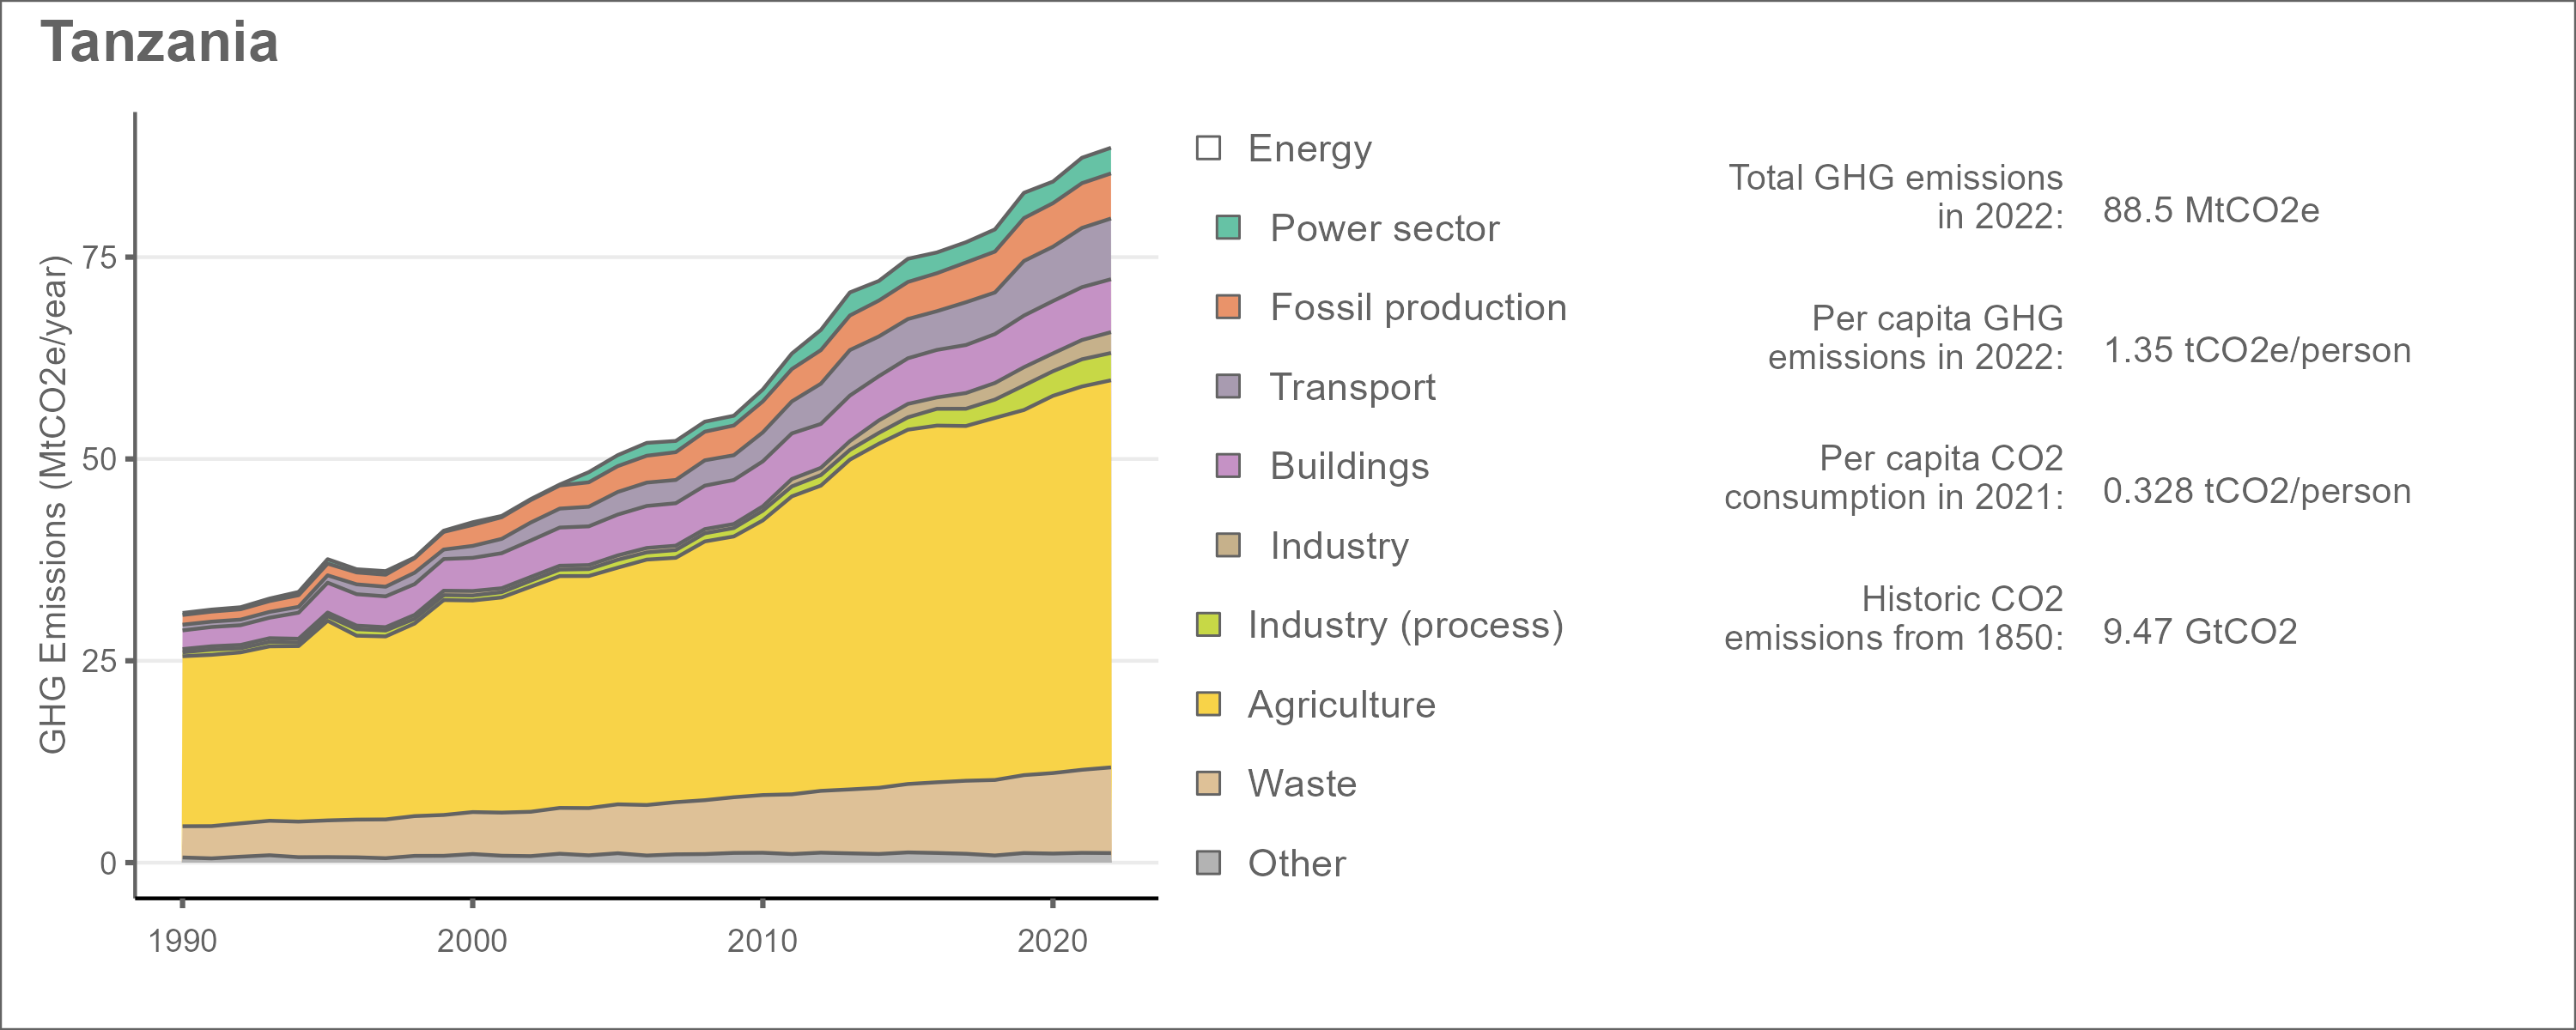 Tanzania
GHG Emissions (MtCO2e/year)
75
50
25
0
1990
2000
2010
2020
Energy
Power sector
Fossil production
Transport
Buildings
Industry
Industry (process)
Agriculture
Waste
Other
Total GHG emissions
in 2022:
88.5 MtCO2e
Per capita GHG
emissions in 2022:
1.35 tCO2e/person
Per capita CO2
consumption in 2021:
0.328 tCO2/person
Historic CO2
emissions from 1850:
9.47 GtCO2